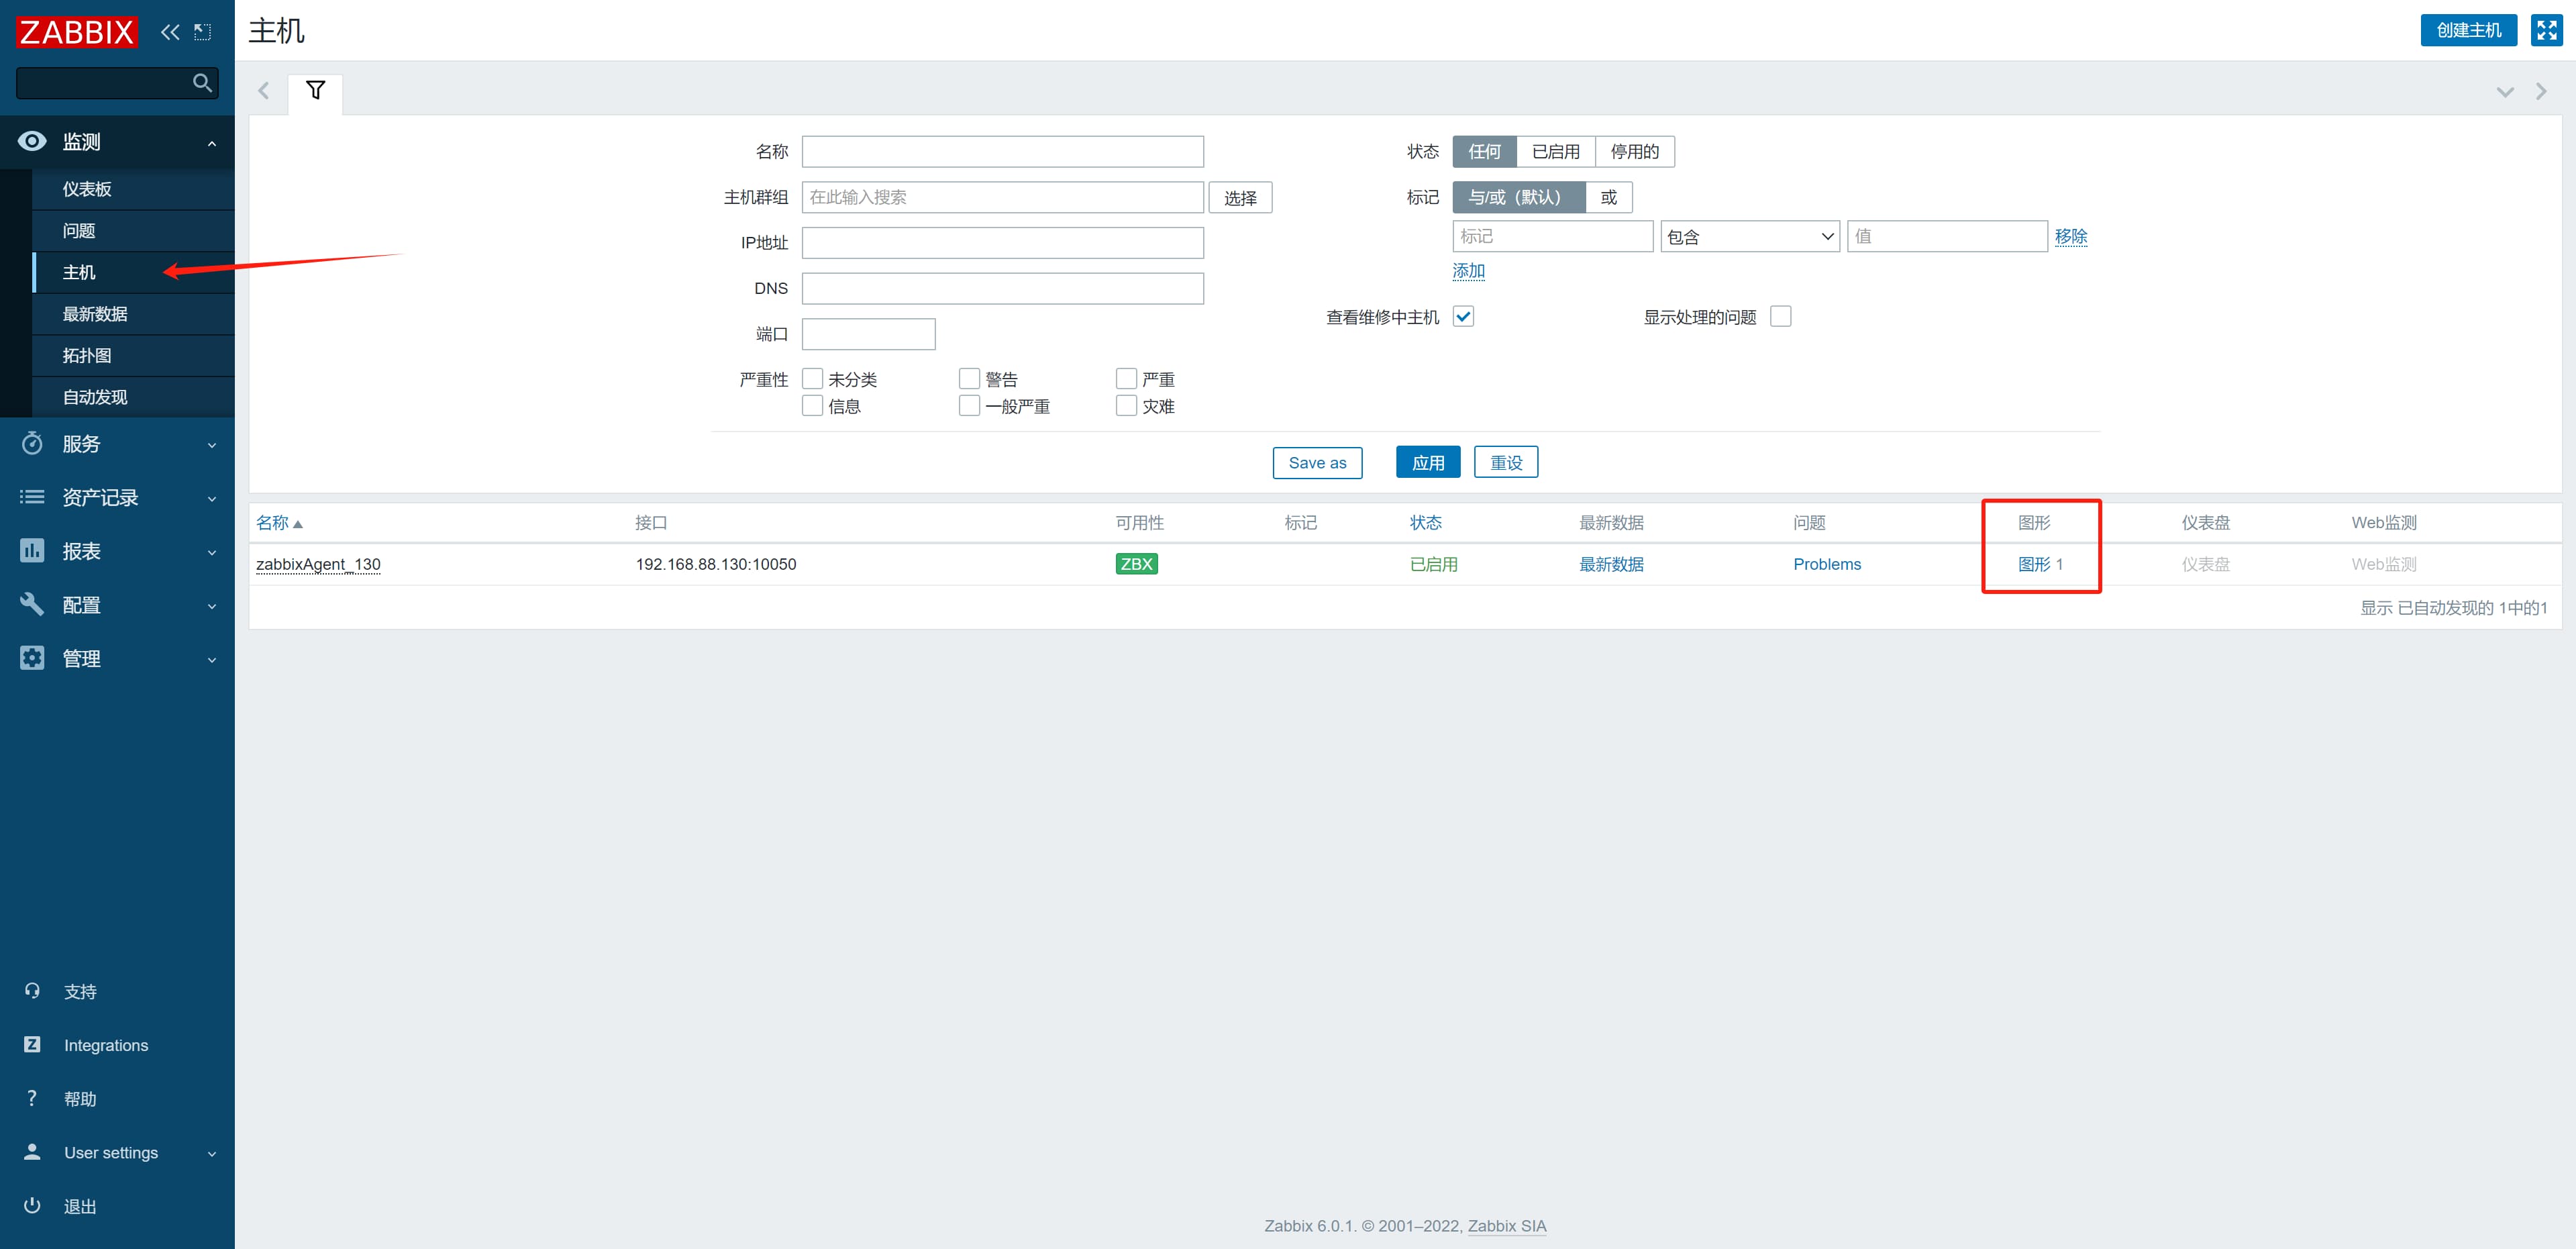 ZABBIX
主机
创建主机
监测
仪表板
问题
主机
最新数据
拓扑图
自动发现
服务
资产记录
报表
配置
管理
支持
Integrations
?
帮助
User settings
退出
名称
主机群组 在此输入搜索 选择
IP地址
DNS
端口
严重性 未分类 警告 严重
信息 一般严重 灾难
状态 任何 已启用 停用的
标记 与/或（默认） 或
标记 包含 值 移除
添加
查看维修中主机 显示处理的问题
Save as 应用 重设
名称 接口 可用性 标记 状态 最新数据 问题 图形 仪表盘 Web监测
zabbixAgent_130 192.168.88.130:10050 ZBX 已启用 最新数据 Problems 图形 1 仪表盘 Web监测
显示 已自动发现的 1中的1
Zabbix 6.0.1. © 2001–2022, Zabbix SIA